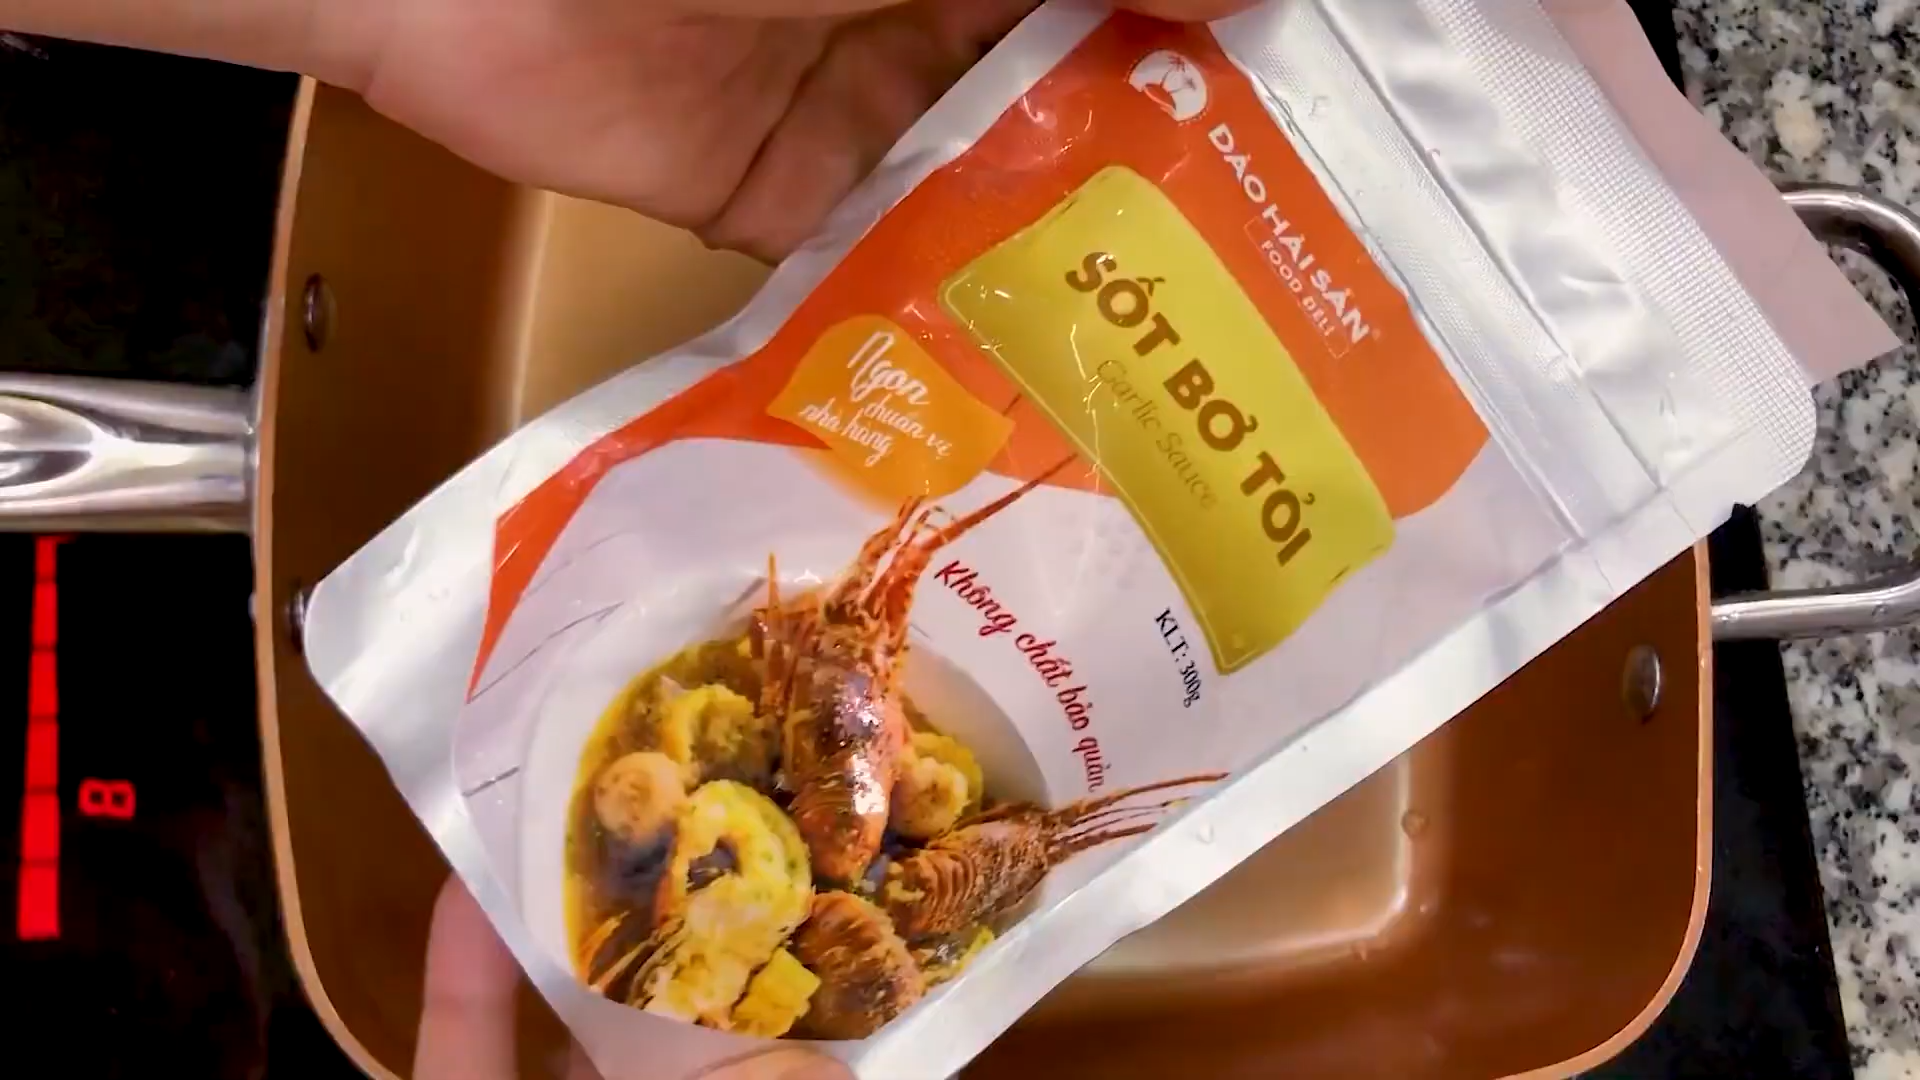 ĐẢO HẢI SẢN
FOOD DELI
SỐT BƠ TỎI
Garlic Sauce
Ngon
chuẩn vị
nhà hàng
Không chất bảo quản
KLT: 300g
8